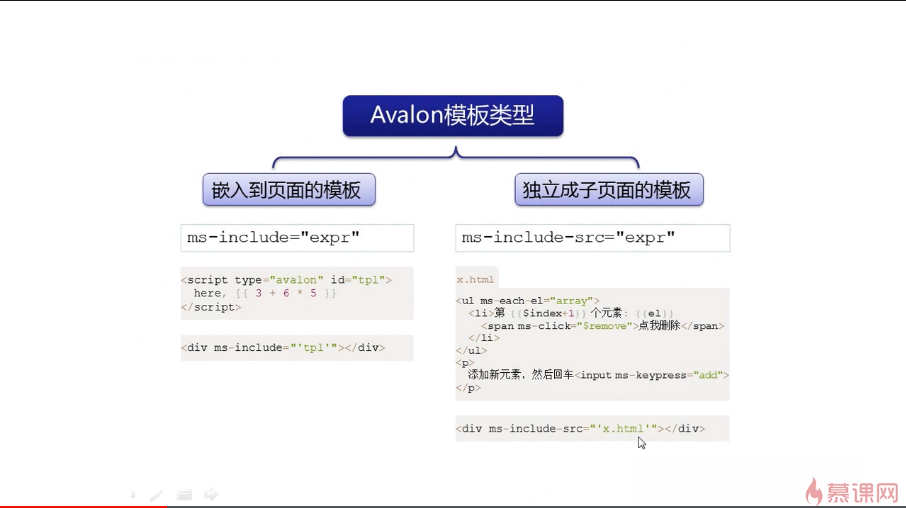 Avalon模板类型
嵌入到页面的模板
ms-include="expr"
<script type="avalon" id="tpl">
here, {{ 3 + 6 * 5 }}
</script>
<div ms-include="'tpl'"></div>
独立成子页面的模板
ms-include-src="expr"
x.html
<ul ms-each-el="array">
<li>第 {{$index+1}} 个元素: {{el}}
<span ms-click="$remove">点我删除</span>
</li>
</ul>
<p>
添加新元素，然后回车<input ms-keypress="add">
</p>
<div ms-include-src="'x.html'"></div>
慕课网